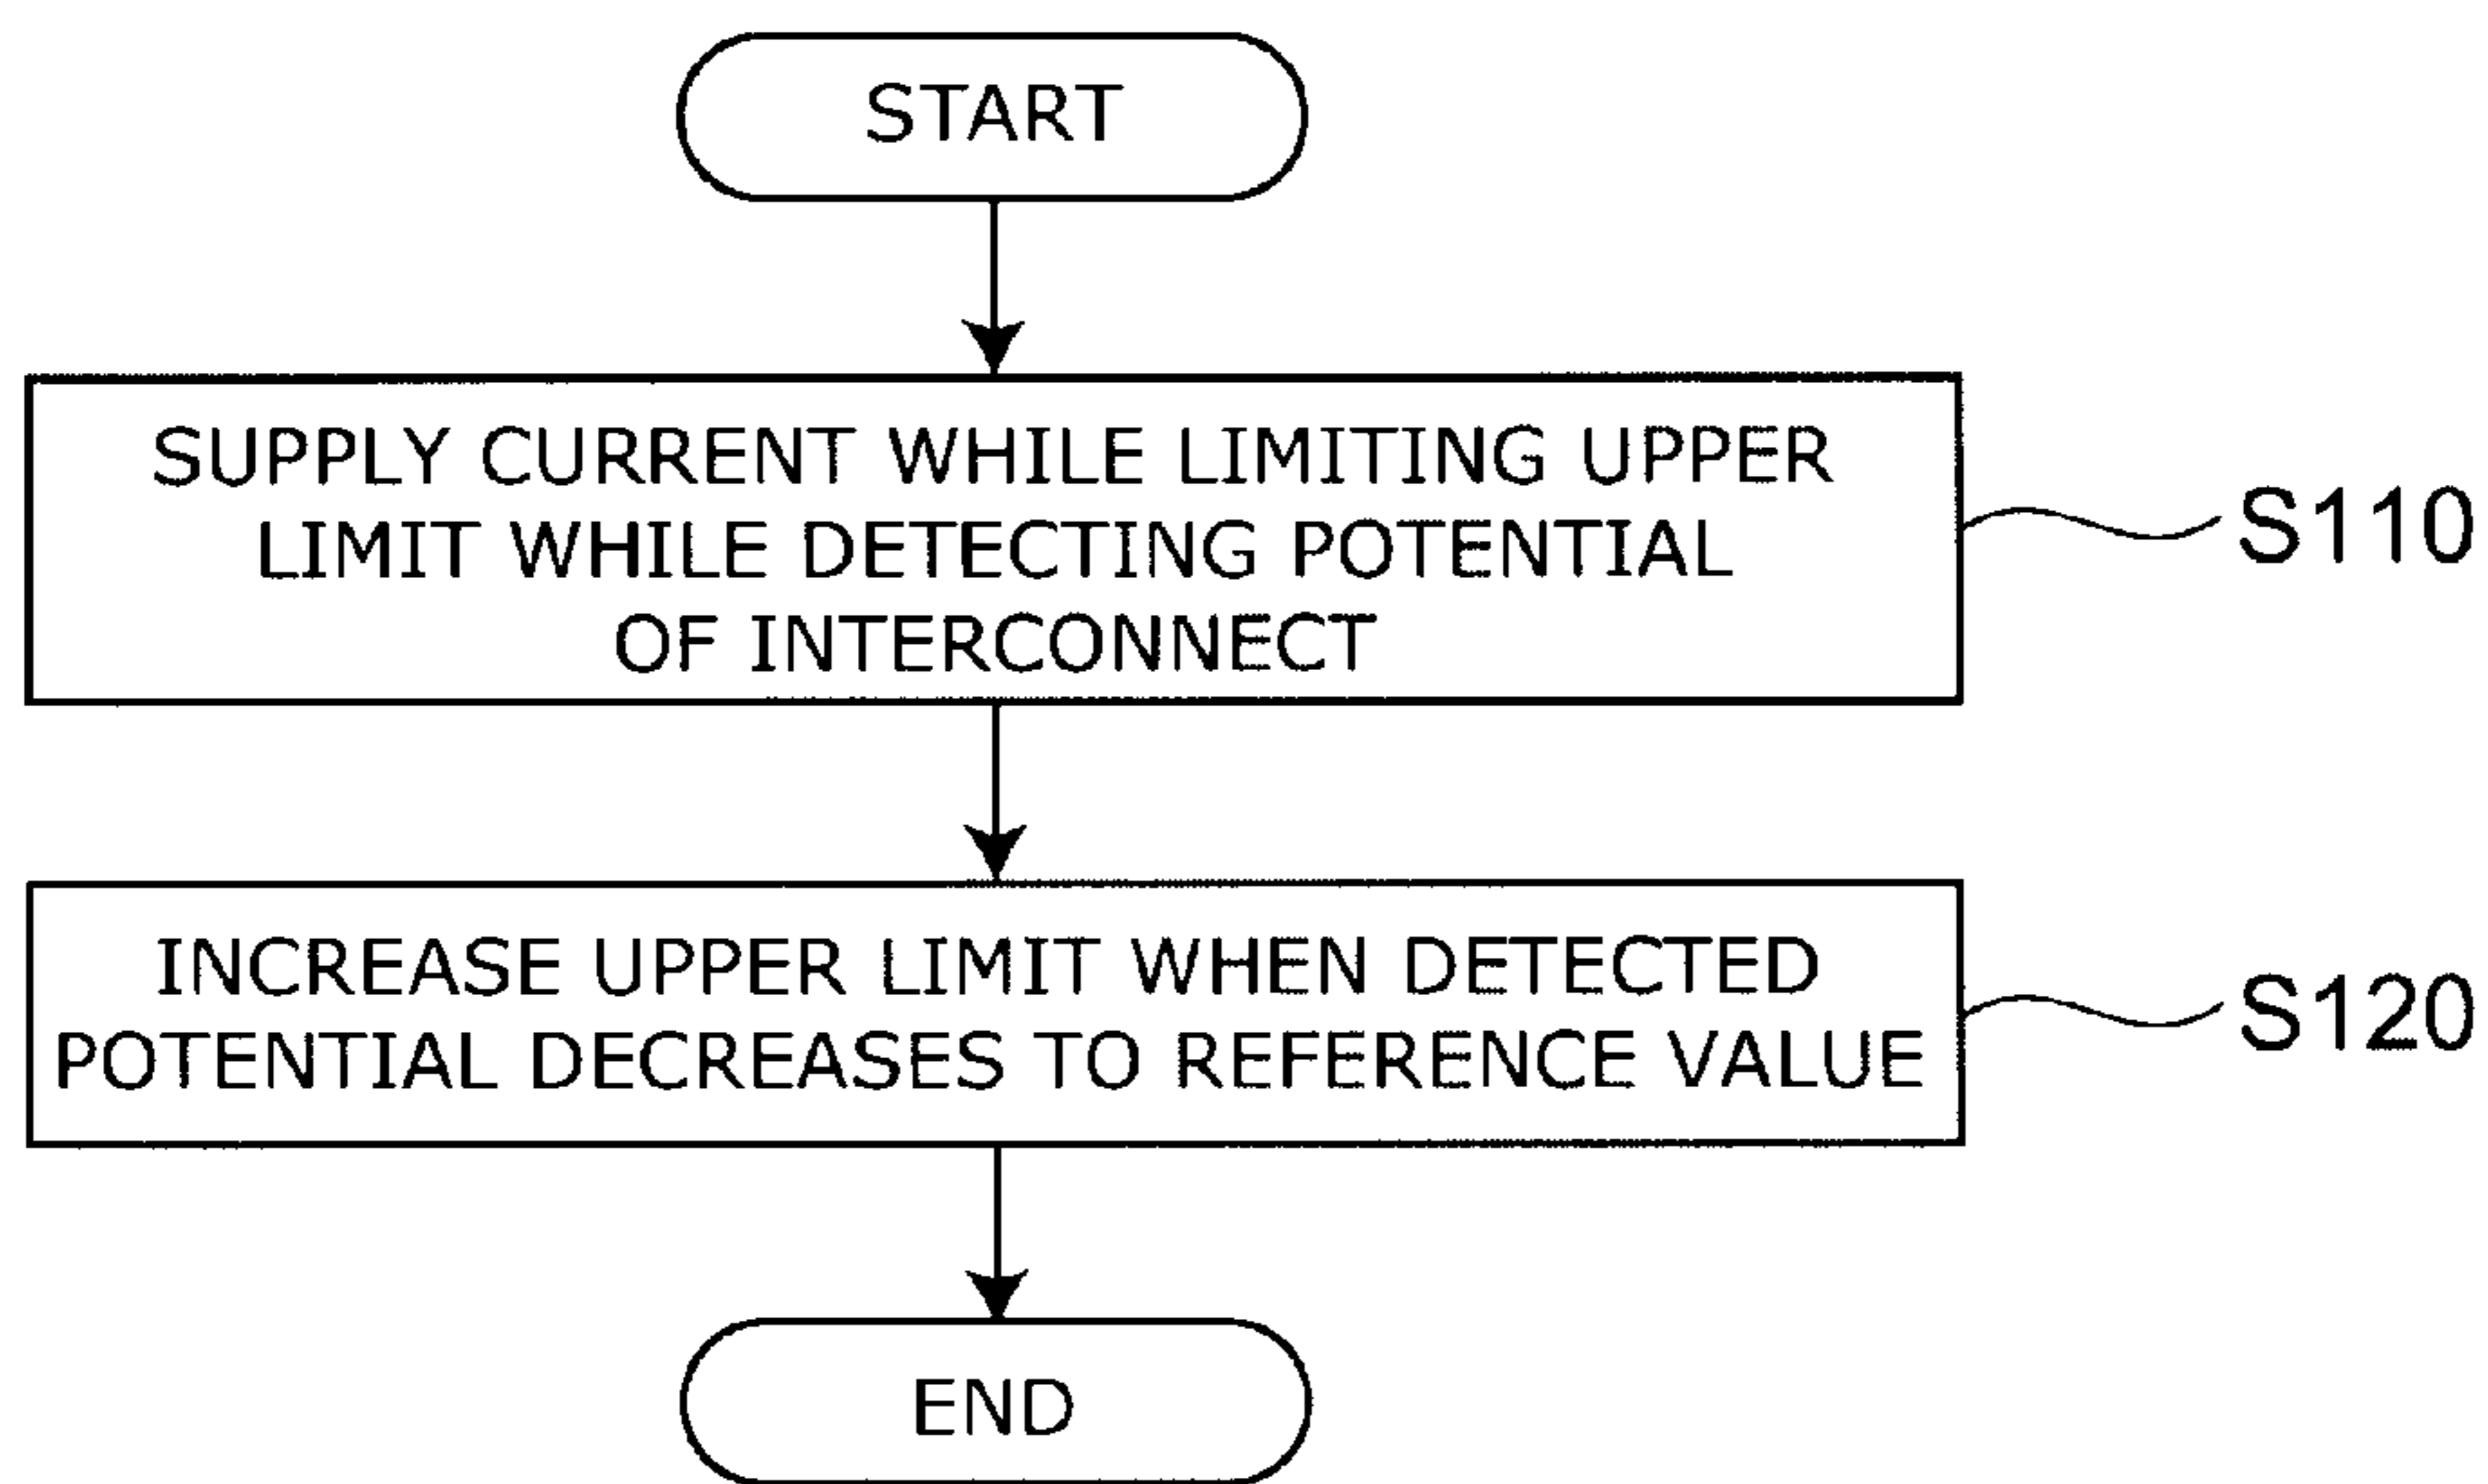 START
SUPPLY CURRENT WHILE LIMITING UPPER
LIMIT WHILE DETECTING POTENTIAL
OF INTERCONNECT
S110
INCREASE UPPER LIMIT WHEN DETECTED
POTENTIAL DECREASES TO REFERENCE VALUE
S120
END